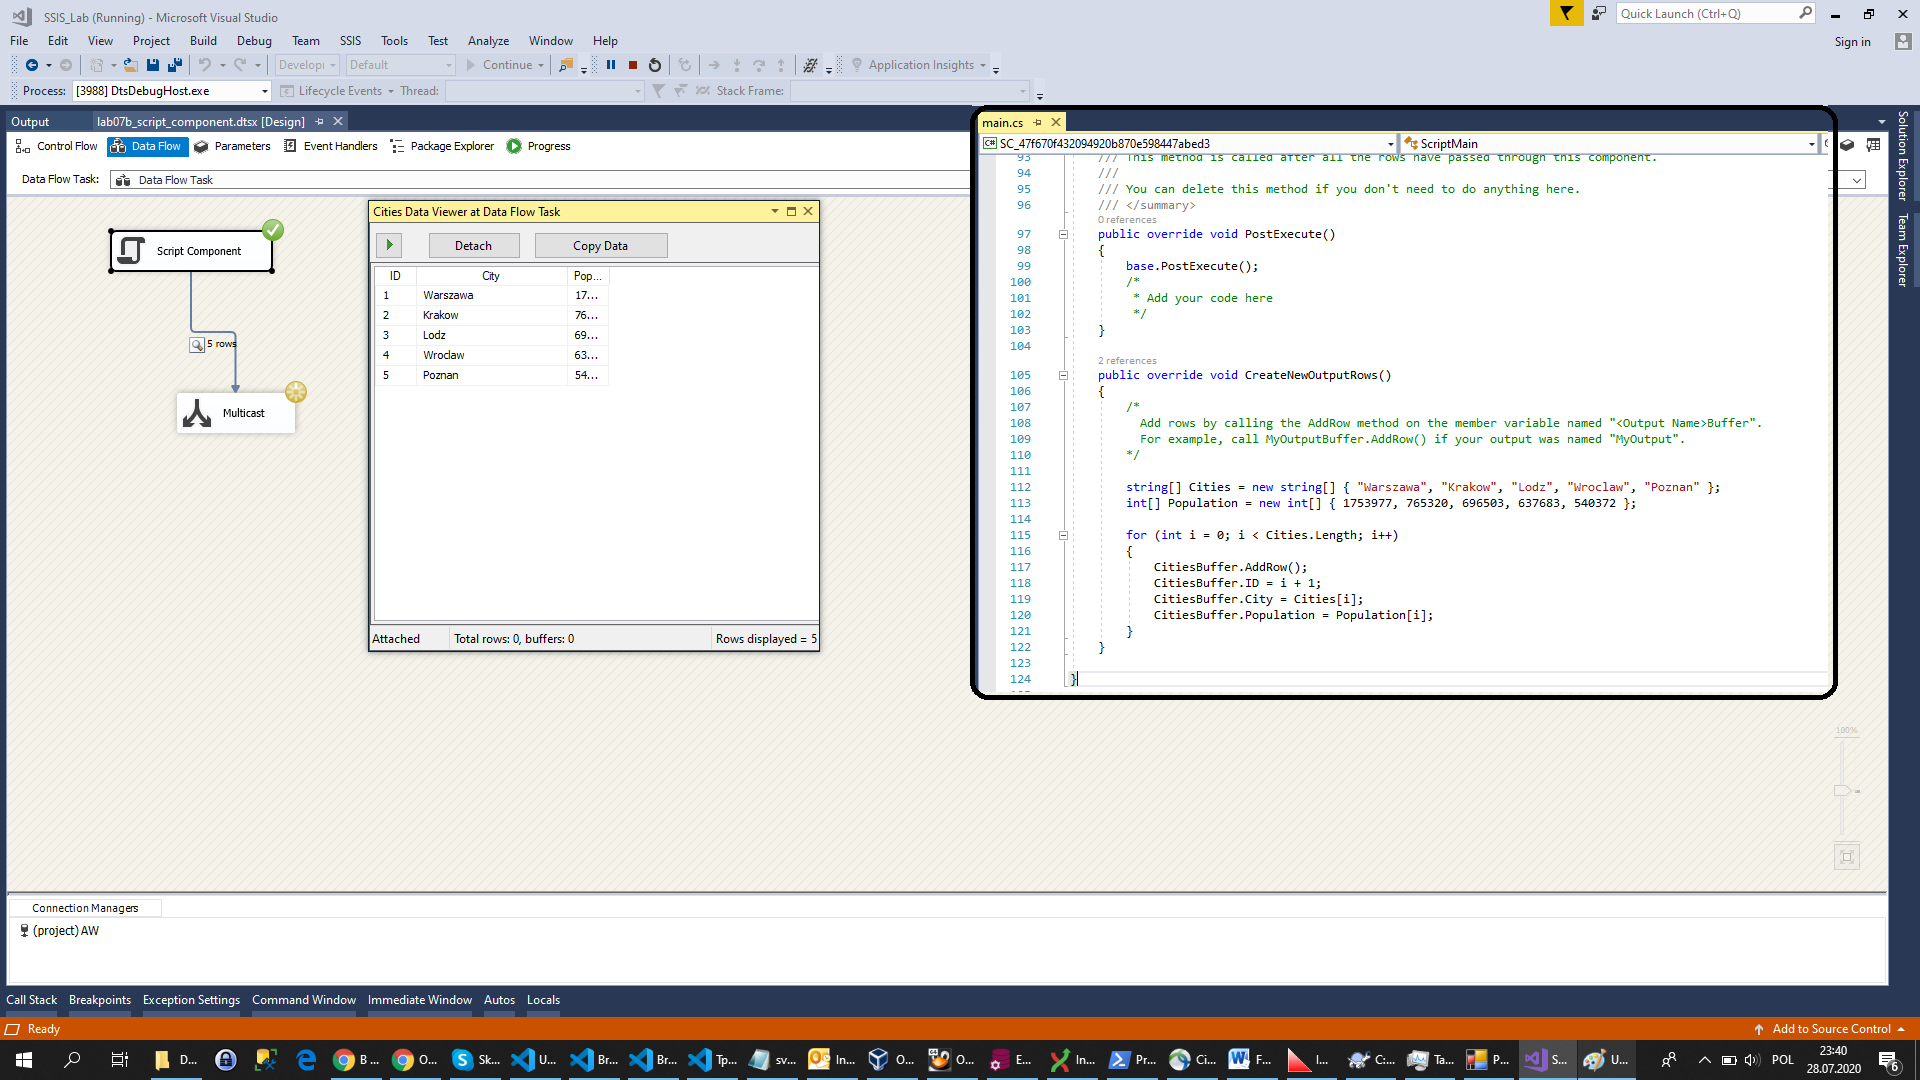 SSIS_Lab (Running) - Microsoft Visual Studio
Quick Launch (Ctrl+Q)
File Edit View Project Build Debug Team SSIS Tools Test Analyze Window Help
Sign in
Develop Default Continue Application Insights
Process: [3988] DtsDebugHost.exe Lifecycle Events Thread: Stack Frame:
Output lab07b_script_component.dtsx [Design]
Control Flow Data Flow Parameters Event Handlers Package Explorer Progress
Data Flow Task: Data Flow Task
Script Component
5 rows
Multicast
Cities Data Viewer at Data Flow Task
Detach Copy Data
ID City Pop...
1 Warszawa 17...
2 Krakow 76...
3 Lodz 69...
4 Wroclaw 63...
5 Poznan 54...
Attached Total rows: 0, buffers: 0 Rows displayed = 5
main.cs
C# SC_47f670f432094920b870e598447abed3 ScriptMain
93 /// This method is called after all the rows have passed through this component.
94 ///
95 /// You can delete this method if you don't need to do anything here.
96 /// </summary>
0 references
97 public override void PostExecute()
98 {
99 base.PostExecute();
100 /*
101 * Add your code here
102 */
103 }
104
2 references
105 public override void CreateNewOutputRows()
106 {
107 /*
108 Add rows by calling the AddRow method on the member variable named "<Output Name>Buffer".
109 For example, call MyOutputBuffer.AddRow() if your output was named "MyOutput".
110 */
111
112 string[] Cities = new string[] { "Warszawa", "Krakow", "Lodz", "Wroclaw", "Poznan" };
113 int[] Population = new int[] { 1753977, 765320, 696503, 637683, 540372 };
114
115 for (int i = 0; i < Cities.Length; i++)
116 {
117 CitiesBuffer.AddRow();
118 CitiesBuffer.ID = i + 1;
119 CitiesBuffer.City = Cities[i];
120 CitiesBuffer.Population = Population[i];
121 }
122 }
123
124 }
Solution Explorer
Team Explorer
100%
Connection Managers
(project) AW
Call Stack Breakpoints Exception Settings Command Window Immediate Window Autos Locals
Ready
Add to Source Control
D... B ... O... Sk... U... Br... Br... Tp... sv... In... O... O... E... In... Pr... Ci... F... I... C:... Ta... P... S... U...
POL
23:40
28.07.2020
6